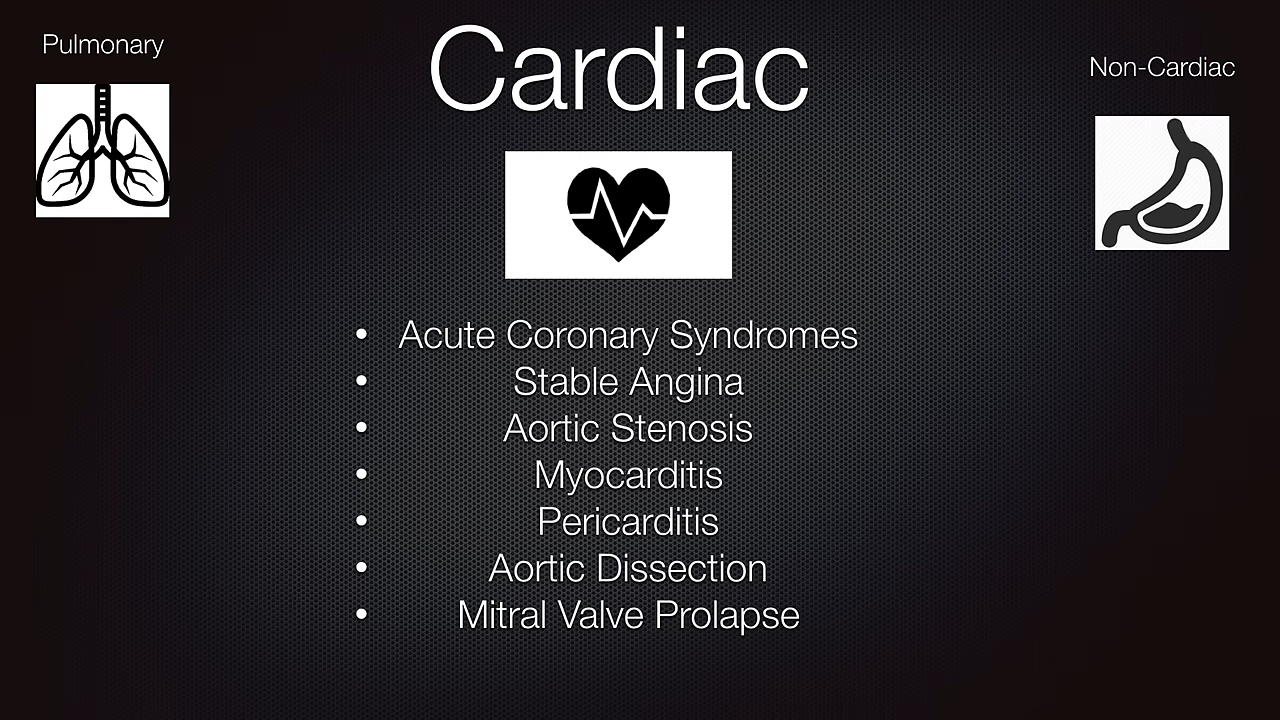 Pulmonary
Cardiac
Non-Cardiac
• Acute Coronary Syndromes
• Stable Angina
• Aortic Stenosis
• Myocarditis
• Pericarditis
• Aortic Dissection
• Mitral Valve Prolapse